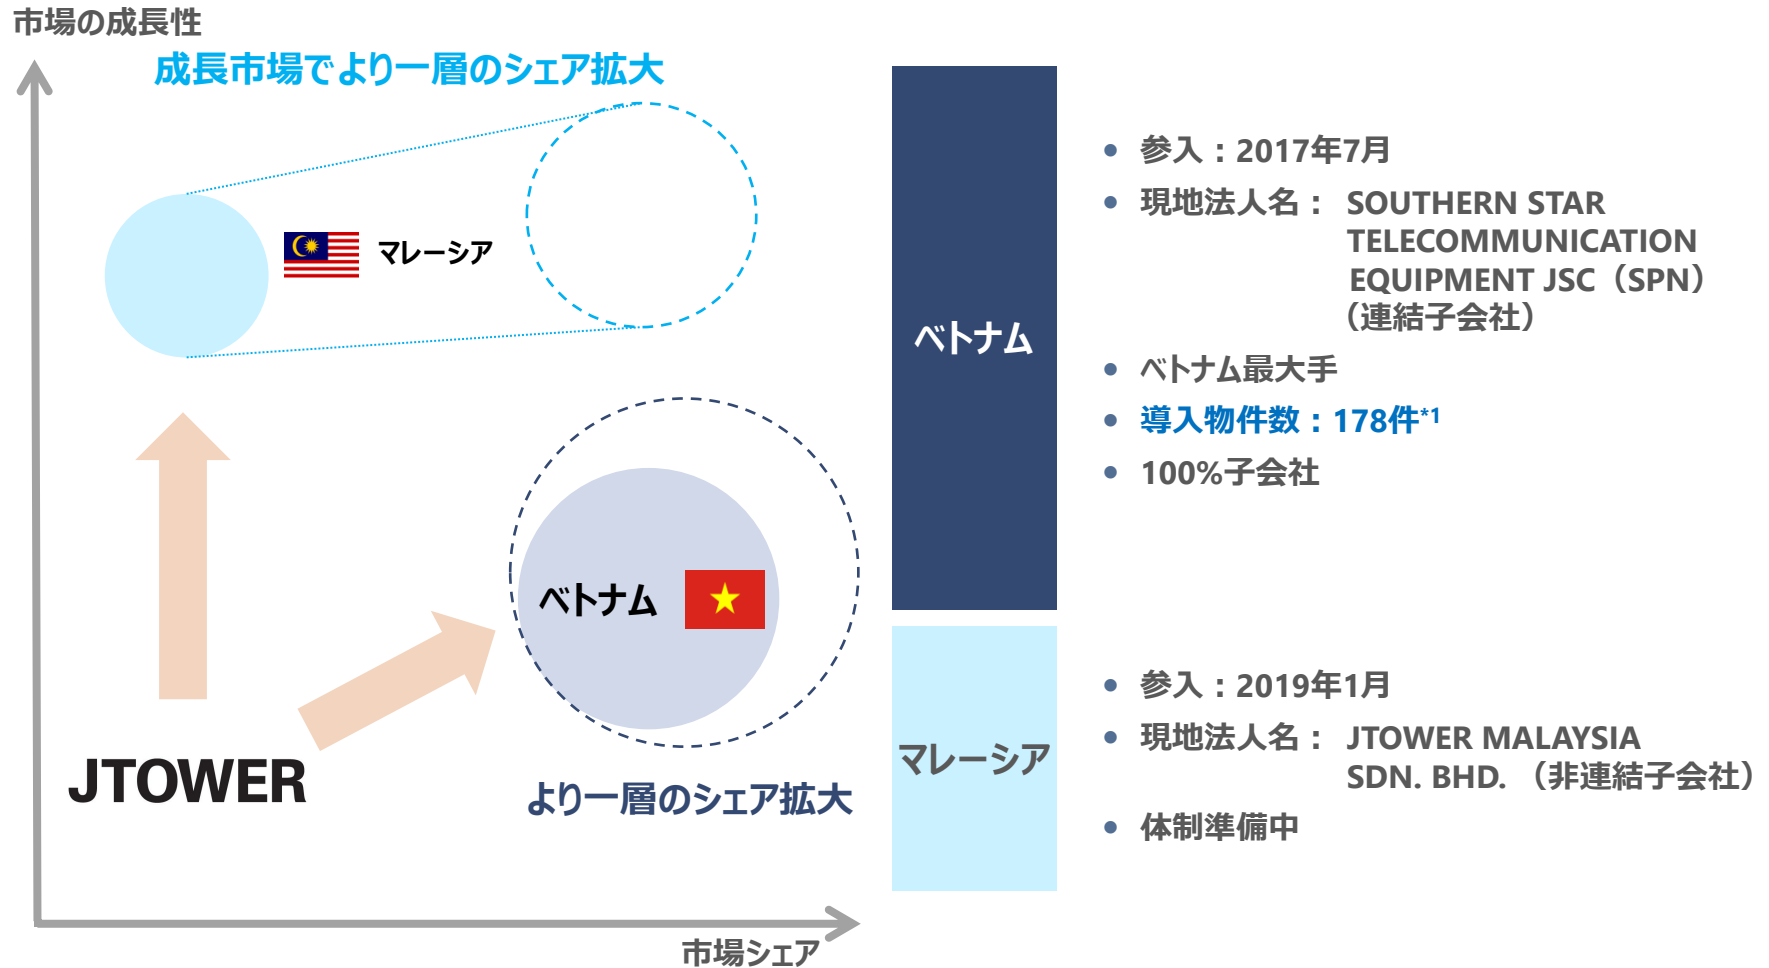 市場の成長性
成長市場でより一層のシェア拡大
マレーシア
ベトナム
JTOWER
より一層のシェア拡大
市場シェア
ベトナム
• 参入：2017年7月
• 現地法人名： SOUTHERN STAR
TELECOMMUNICATION
EQUIPMENT JSC（SPN）
（連結子会社）
• ベトナム最大手
• 導入物件数：178件*1
• 100%子会社
マレーシア
• 参入：2019年1月
• 現地法人名： JTOWER MALAYSIA
SDN. BHD. （非連結子会社）
• 体制準備中